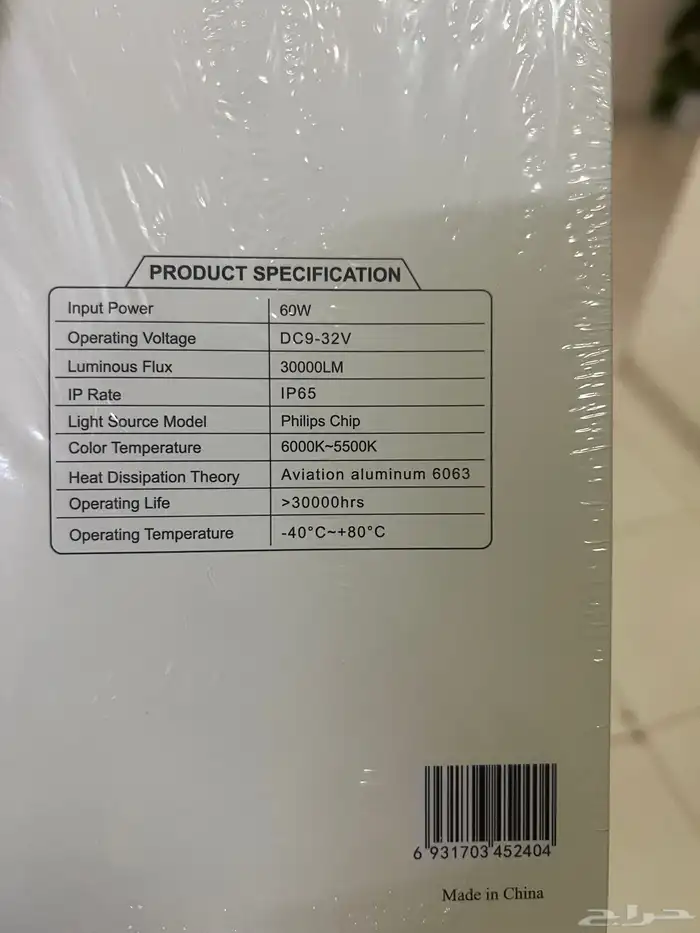 PRODUCT SPECIFICATION
Input Power 60W
Operating Voltage DC9-32V
Luminous Flux 30000LM
IP Rate IP65
Light Source Model Philips Chip
Color Temperature 6000K~5500K
Heat Dissipation Theory Aviation aluminum 6063
Operating Life >30000hrs
Operating Temperature -40°C~+80°C
6 931703 452404
Made in China
حراج